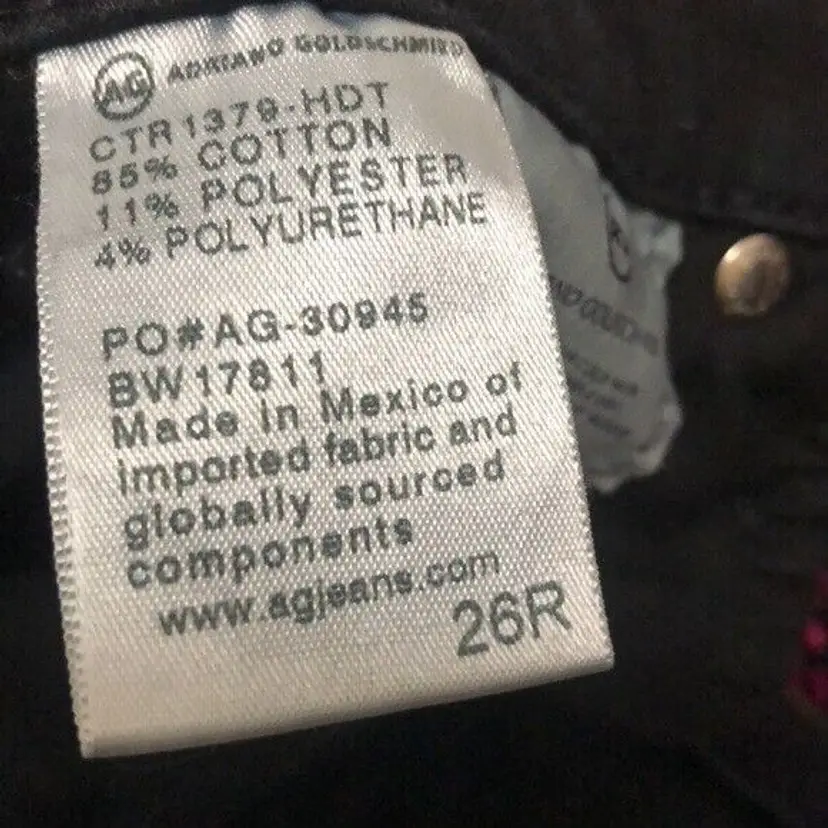 AG ADRIANO GOLDSCHMIED
CTR1379-HDT
85% COTTON
11% POLYESTER
4% POLYURETHANE
PO#AG-30945
BW17811
Made in Mexico of
imported fabric and
globally sourced
components
www.agjeans.com
26R